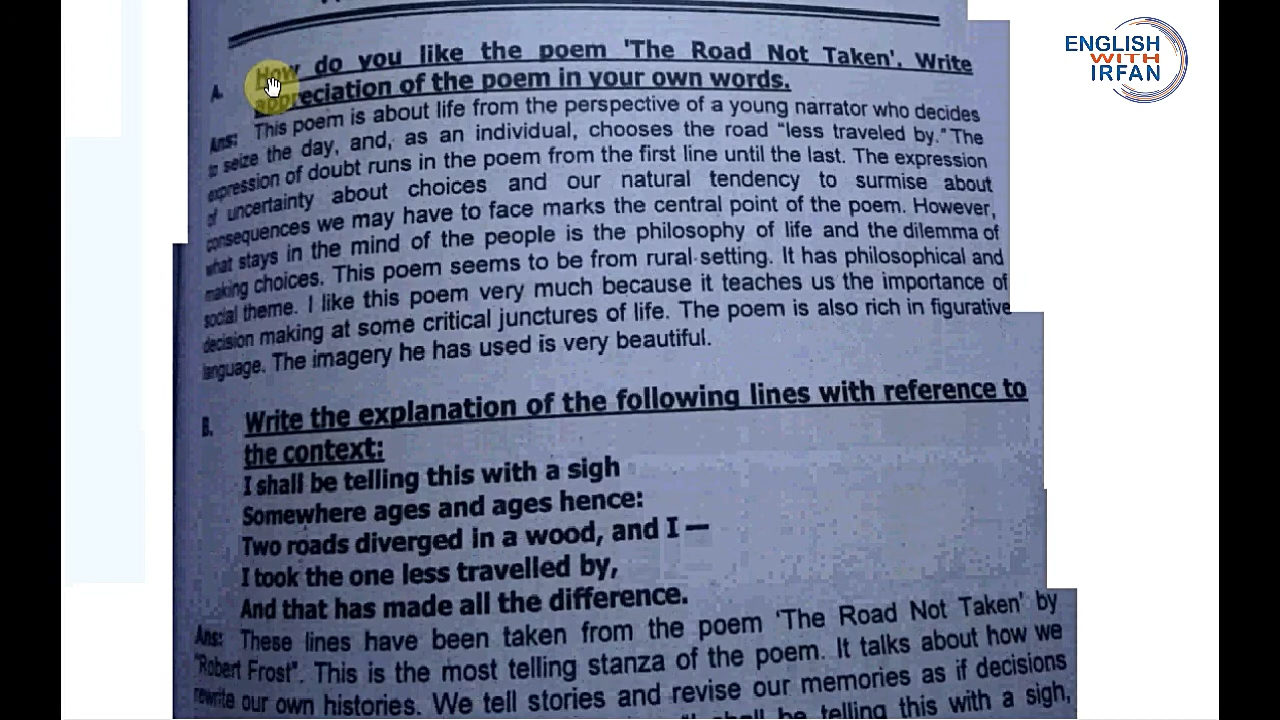 ENGLISH
WITH
IRFAN
A. How do you like the poem 'The Road Not Taken'. Write
appreciation of the poem in your own words.
Ans: This poem is about life from the perspective of a young narrator who decides
to seize the day, and, as an individual, chooses the road "less traveled by." The
expression of doubt runs in the poem from the first line until the last. The expression
of uncertainty about choices and our natural tendency to surmise about
consequences we may have to face marks the central point of the poem. However,
what stays in the mind of the people is the philosophy of life and the dilemma of
making choices. This poem seems to be from rural setting. It has philosophical and
social theme. I like this poem very much because it teaches us the importance of
decision making at some critical junctures of life. The poem is also rich in figurative
language. The imagery he has used is very beautiful.
B. Write the explanation of the following lines with reference to
the context:
I shall be telling this with a sigh
Somewhere ages and ages hence:
Two roads diverged in a wood, and I —
I took the one less travelled by,
And that has made all the difference.
Ans: These lines have been taken from the poem 'The Road Not Taken' by
"Robert Frost". This is the most telling stanza of the poem. It talks about how we
rewrite our own histories. We tell stories and revise our memories as if decisions
shall be telling this with a sigh,